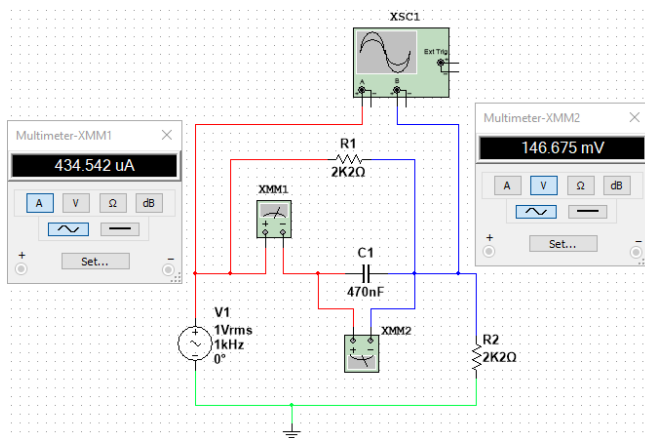 XSC1
Ext Trig
+
-
A
B
+ - + -
Multimeter-XMM1
434.542 uA
A V Ω dB
+ Set... -
Multimeter-XMM2
146.675 mV
A V Ω dB
+ Set... -
R1
2K2Ω
XMM1
+ -
C1
470nF
XMM2
+ -
V1
1Vrms
1kHz
0°
+
-
R2
2K2Ω